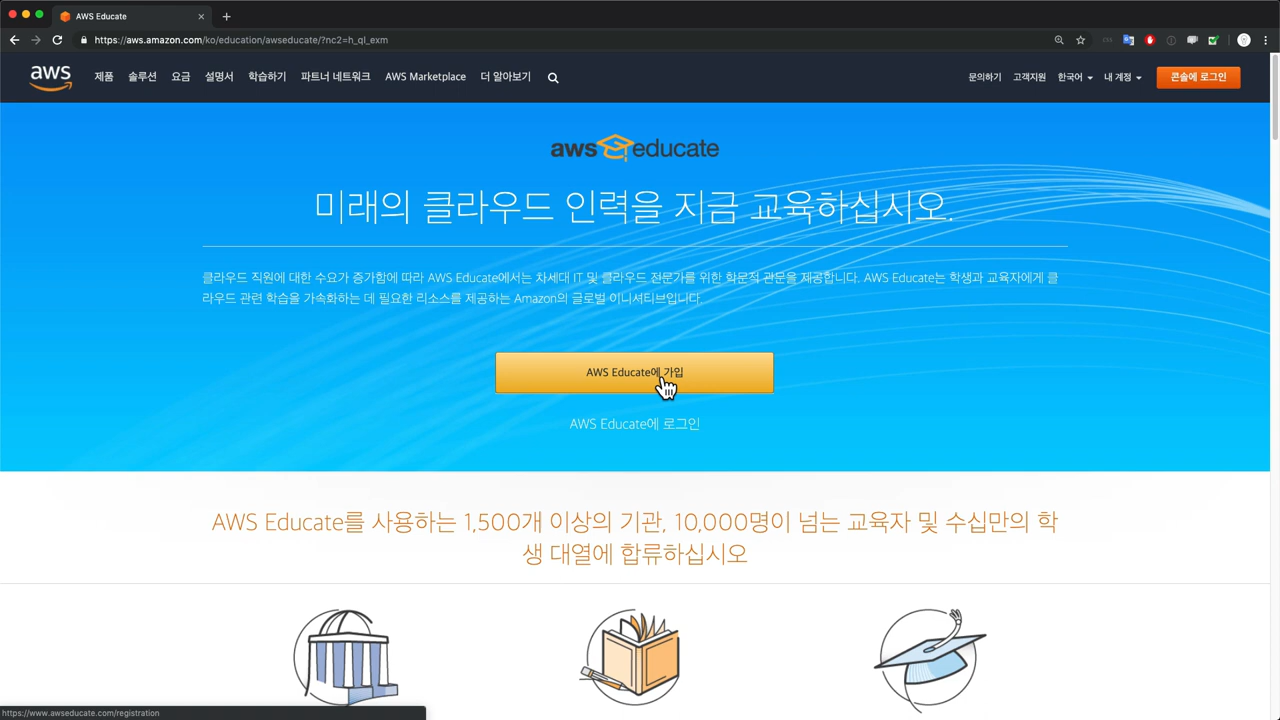 AWS Educate
https://aws.amazon.com/ko/education/awseducate/?nc2=h_ql_exm
aws 제품 솔루션 요금 설명서 학습하기 파트너 네트워크 AWS Marketplace 더 알아보기 문의하기 고객지원 한국어 내 계정 콘솔에 로그인
aws educate
미래의 클라우드 인력을 지금 교육하십시오.
클라우드 직원에 대한 수요가 증가함에 따라 AWS Educate에서는 차세대 IT 및 클라우드 전문가를 위한 학문적 관문을 제공합니다. AWS Educate는 학생과 교육자에게 클
라우드 관련 학습을 가속화하는 데 필요한 리소스를 제공하는 Amazon의 글로벌 이니셔티브입니다.
AWS Educate에 가입
AWS Educate에 로그인
AWS Educate를 사용하는 1,500개 이상의 기관, 10,000명이 넘는 교육자 및 수십만의 학
생 대열에 합류하십시오
https://www.awseducate.com/registration